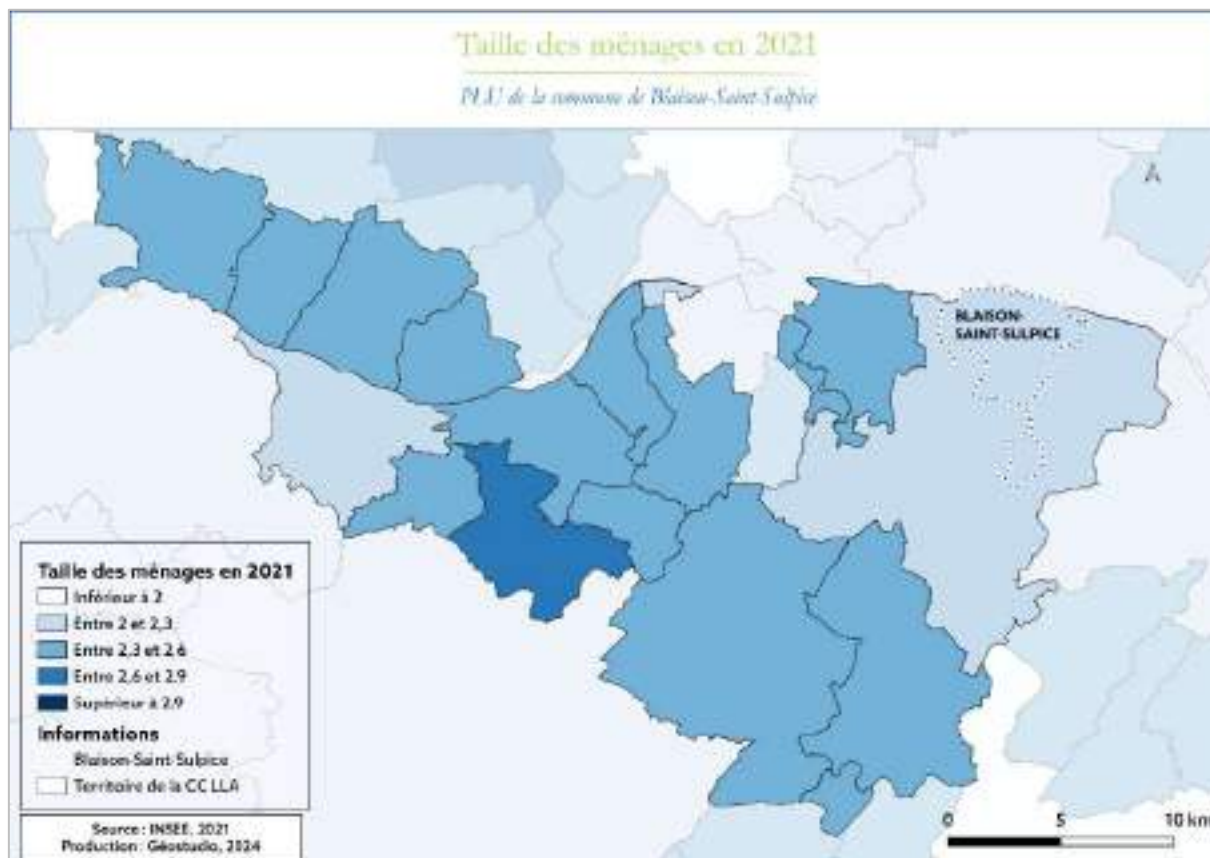 Taille des ménages en 2021
PLU de la commune de Blaison-Saint-Sulpice
A
BLAISON-
SAINT-SULPICE
Taille des ménages en 2021
Inférieur à 2
Entre 2 et 2,3
Entre 2,3 et 2.6
Entre 2,6 et 2.9
Supérieur à 2.9
Informations
Blaison-Saint-Sulpice
Territoire de la CC LLA
Source : INSEE, 2021
Production : Géostudio, 2024
0 5 10 km